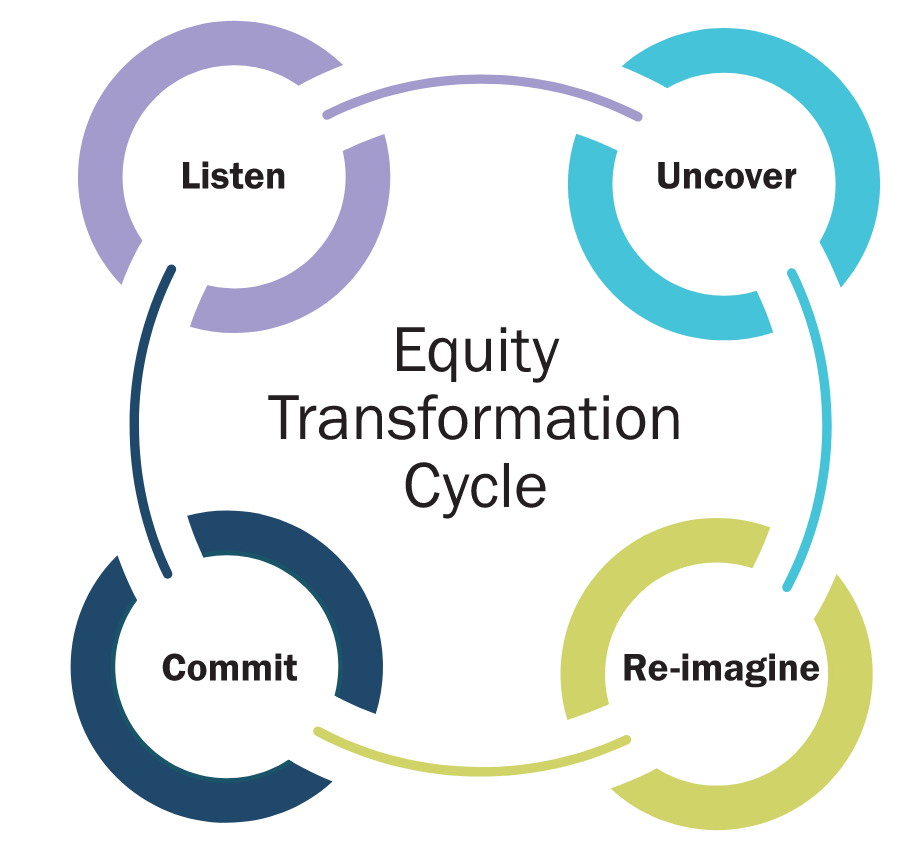 Listen
Uncover
Equity
Transformation
Cycle
Commit
Re-imagine